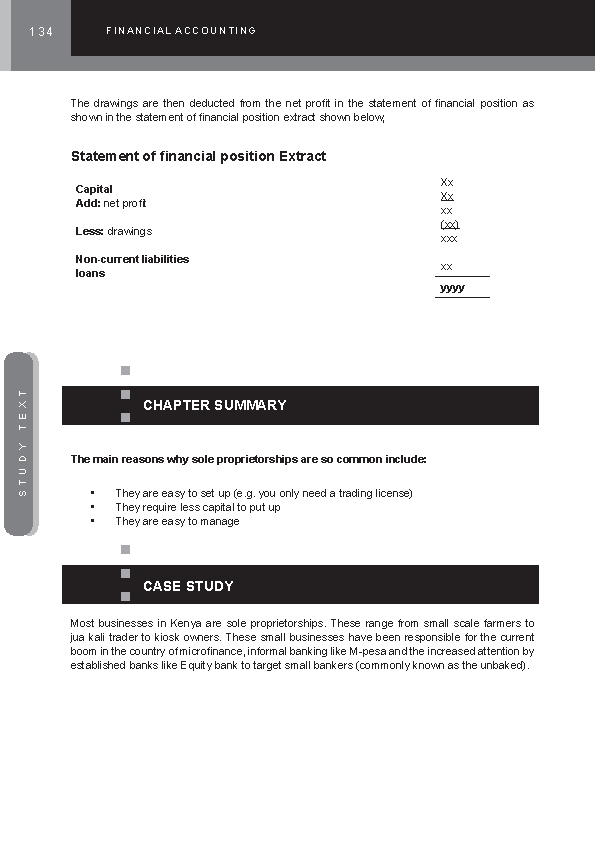 134
FINANCIAL ACCOUNTING
The drawings are then deducted from the net profit in the statement of financial position as
shown in the statement of financial position extract shown below;
Statement of financial position Extract
Xx
Capital
Xx
Add: net profit
xx
Less: drawings
(xx)
xxx
Non-current liabilities
xx
loans
yyyy
STUDY TEXT
CHAPTER SUMMARY
The main reasons why sole proprietorships are so common include:
• They are easy to set up (e.g. you only need a trading license)
• They require less capital to put up
• They are easy to manage
CASE STUDY
Most businesses in Kenya are sole proprietorships. These range from small scale farmers to
jua kali trader to kiosk owners. These small businesses have been responsible for the current
boom in the country of microfinance, informal banking like M-pesa and the increased attention by
established banks like Equity bank to target small bankers (commonly known as the unbaked).